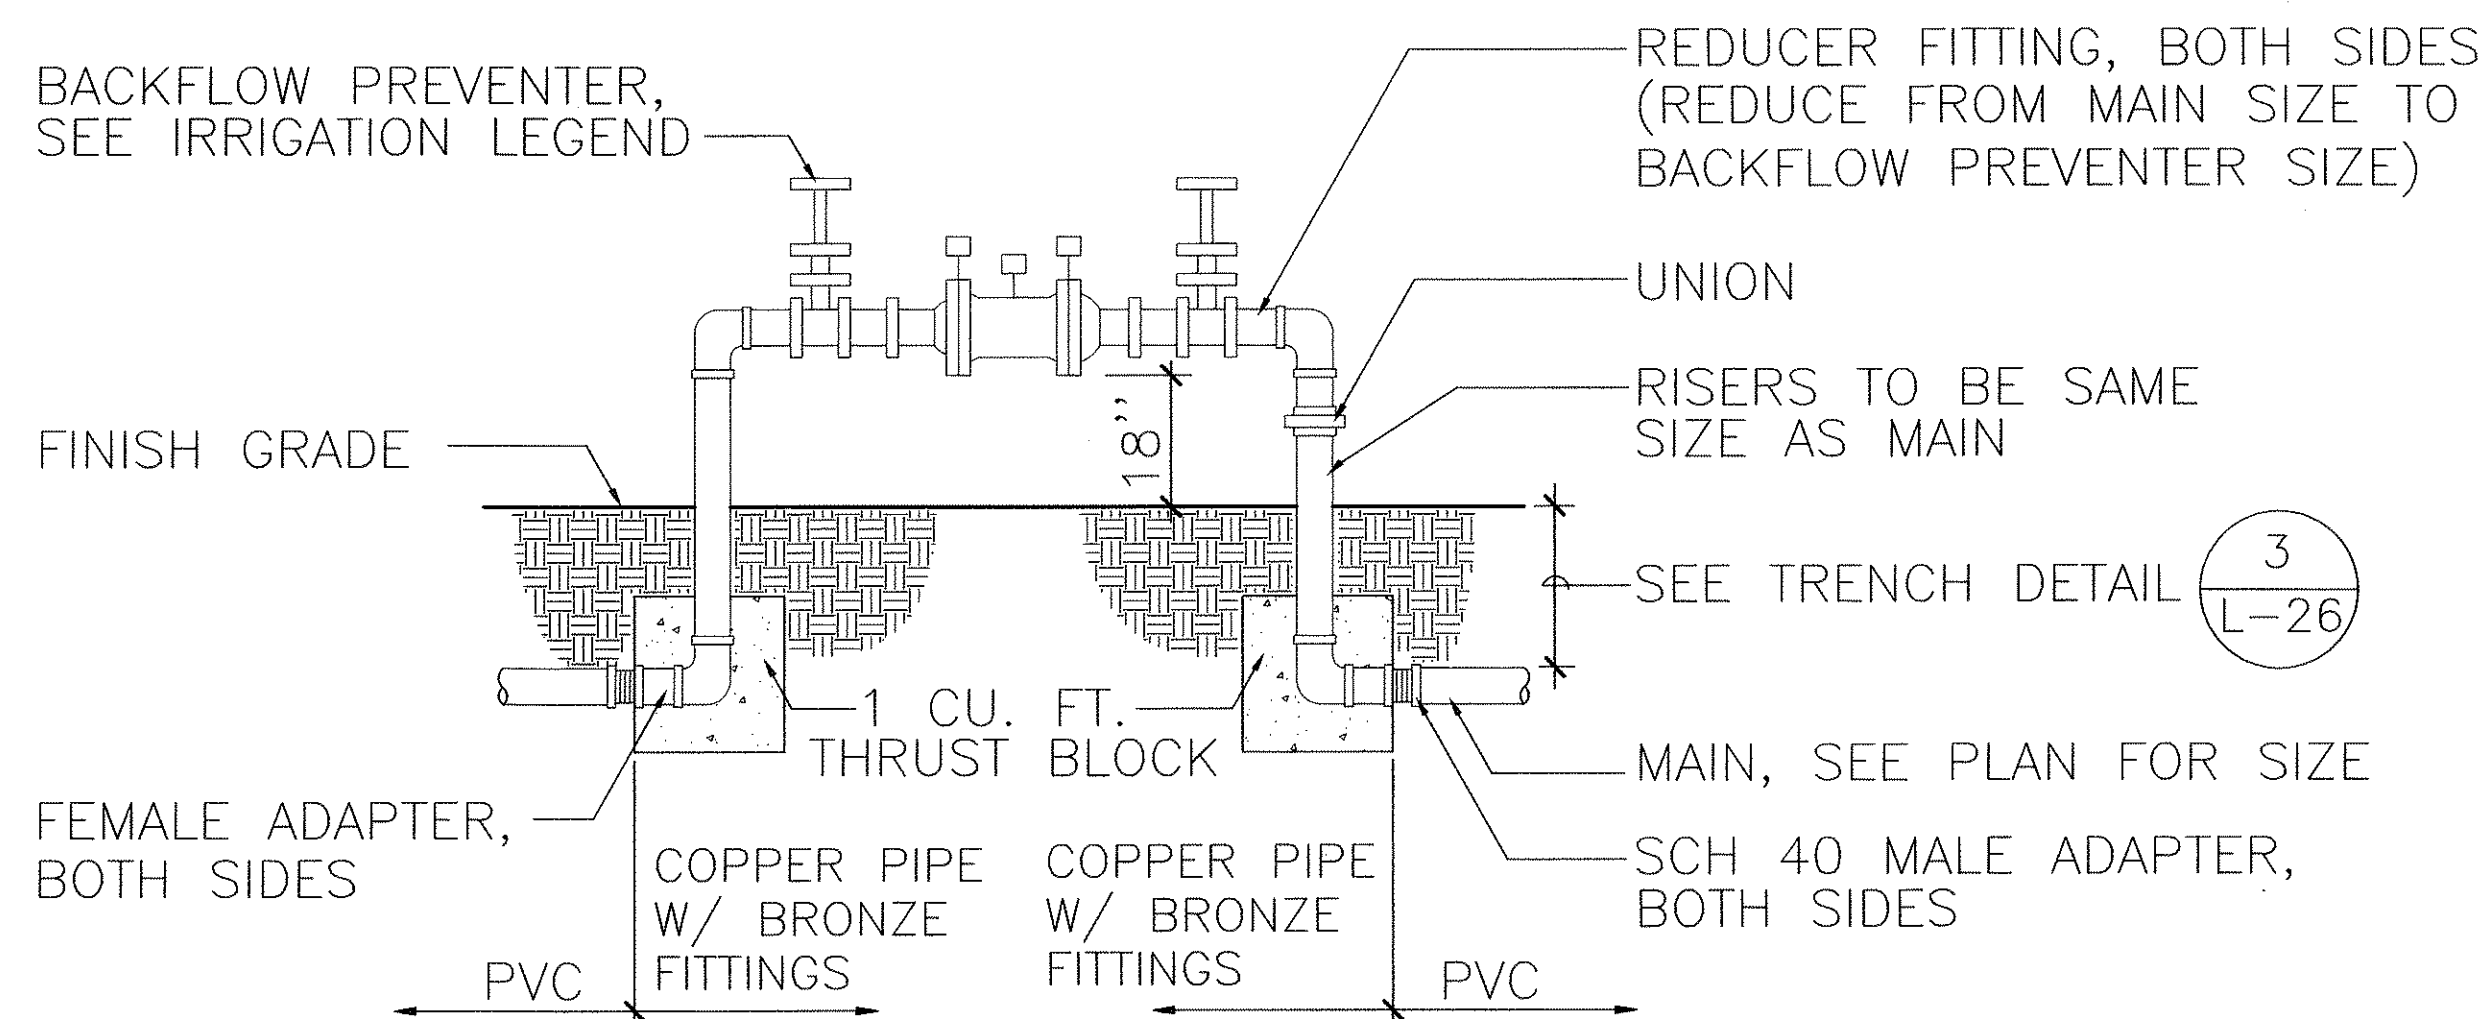 BACKFLOW PREVENTER,
SEE IRRIGATION LEGEND
REDUCER FITTING, BOTH SIDES
(REDUCE FROM MAIN SIZE TO
BACKFLOW PREVENTER SIZE)
UNION
RISERS TO BE SAME
SIZE AS MAIN
FINISH GRADE
18"
SEE TRENCH DETAIL
3
L-26
1 CU. FT.
THRUST BLOCK
MAIN, SEE PLAN FOR SIZE
FEMALE ADAPTER,
BOTH SIDES
SCH 40 MALE ADAPTER,
BOTH SIDES
COPPER PIPE
W/ BRONZE
FITTINGS
COPPER PIPE
W/ BRONZE
FITTINGS
PVC
PVC